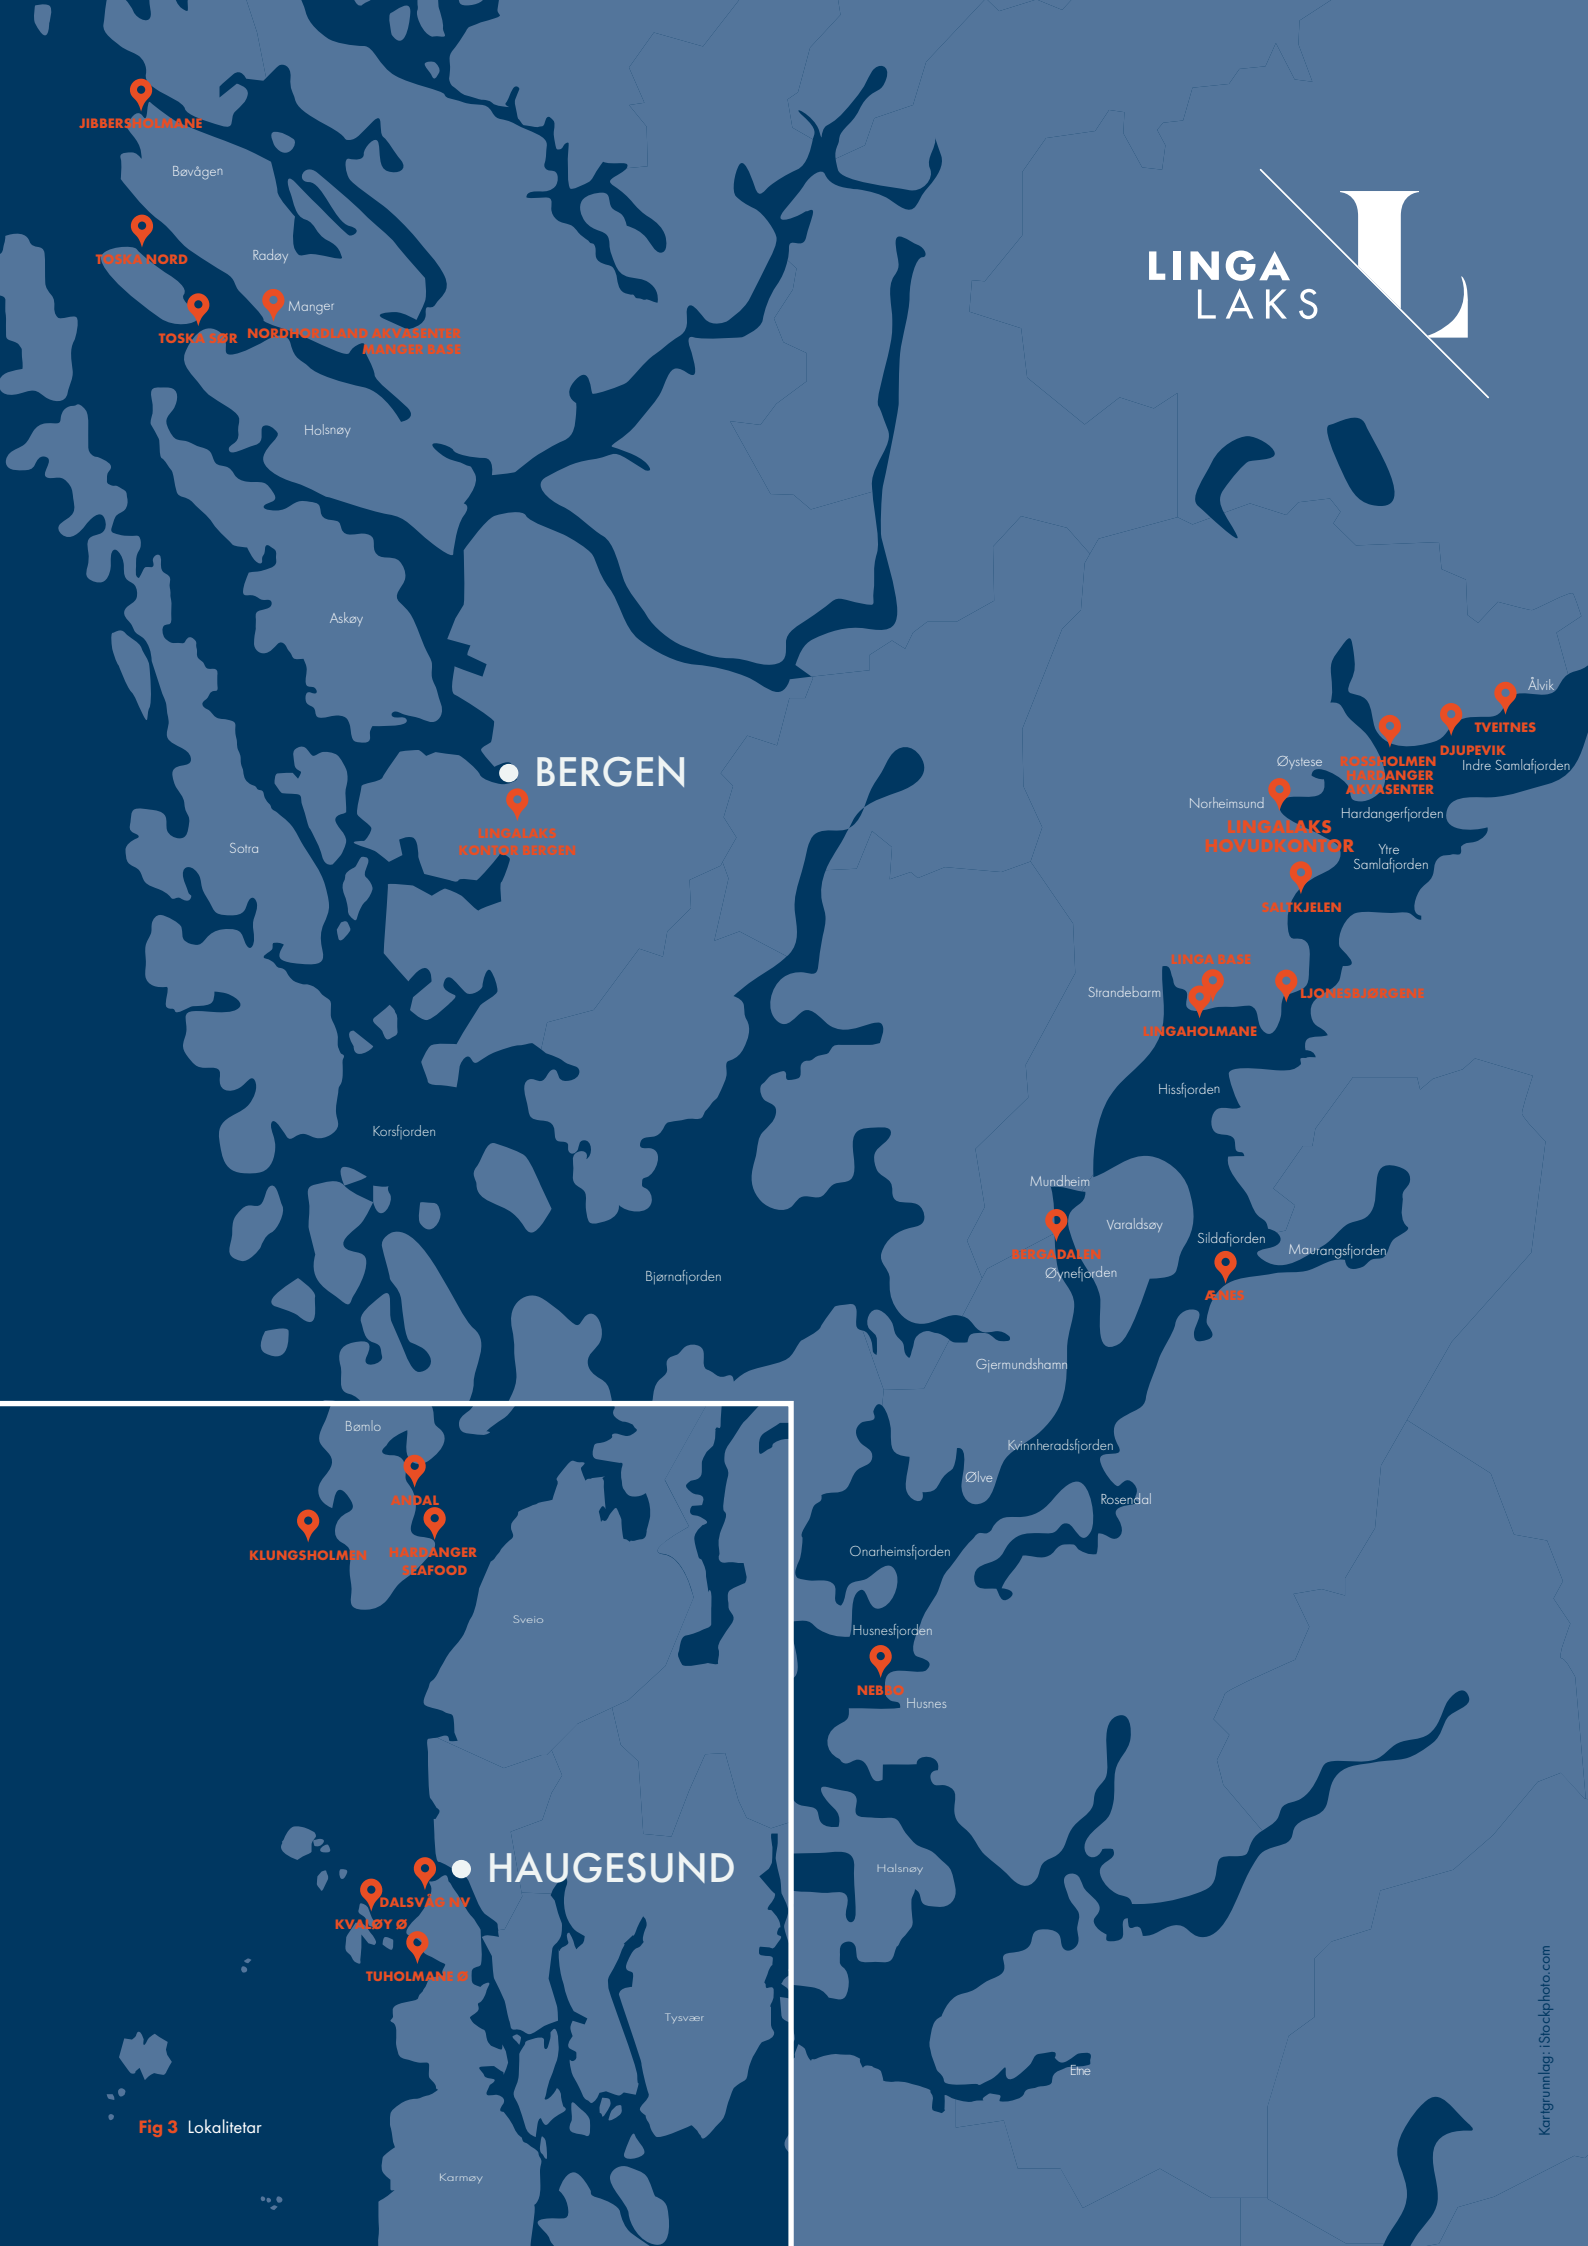 JIBBERSHOLMANE
Bøvågen
TOSKA NORD
Radøy
Manger
TOSKA SØR
NORDHORDLAND AKVASENTER
MANGER BASE
Holsnøy
LINGA
LAKS
Askøy
BERGEN
LINGALAKS
KONTOR BERGEN
Sotra
Ålvik
TVEITNES
DJUPEVIK
Indre Samlafjorden
Øystese
ROSSHOLMEN
HARDANGER
AKVASENTER
Norheimsund
Hardangerfjorden
LINGALAKS
HOVUDKONTOR
Ytre
Samlafjorden
SALTKJELEN
LINGA BASE
Strandebarm
LJONESBJØRGENE
LINGAHOLMANE
Hissfjorden
Korsfjorden
Mundheim
Varaldsøy
Sildafjorden
BERGADALEN
Maurangsfjorden
Øynefjorden
ÆNES
Bjørnafjorden
Gjermundshamn
Kvinnheradsfjorden
Ølve
Rosendal
Onarheimsfjorden
Husnesfjorden
NEBBO
Husnes
Halsnøy
Etne
Bømlo
ANDAL
KLUNGSHOLMEN
HARDANGER
SEAFOOD
Sveio
HAUGESUND
DALSVÅG NV
KVALØY Ø
TUHOLMANE Ø
Tysvær
Fig 3 Lokalitetar
Karmøy
Kartgrunnlag: iStockphoto.com